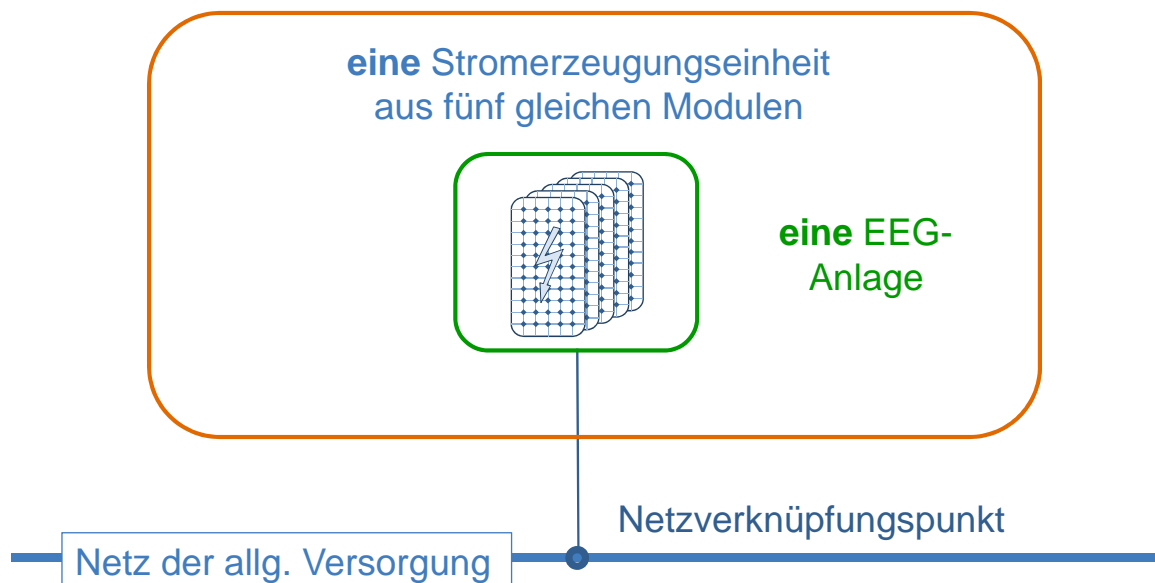 eine Stromerzeugungseinheit
aus fünf gleichen Modulen
eine EEG-
Anlage
Netzverknüpfungspunkt
Netz der allg. Versorgung